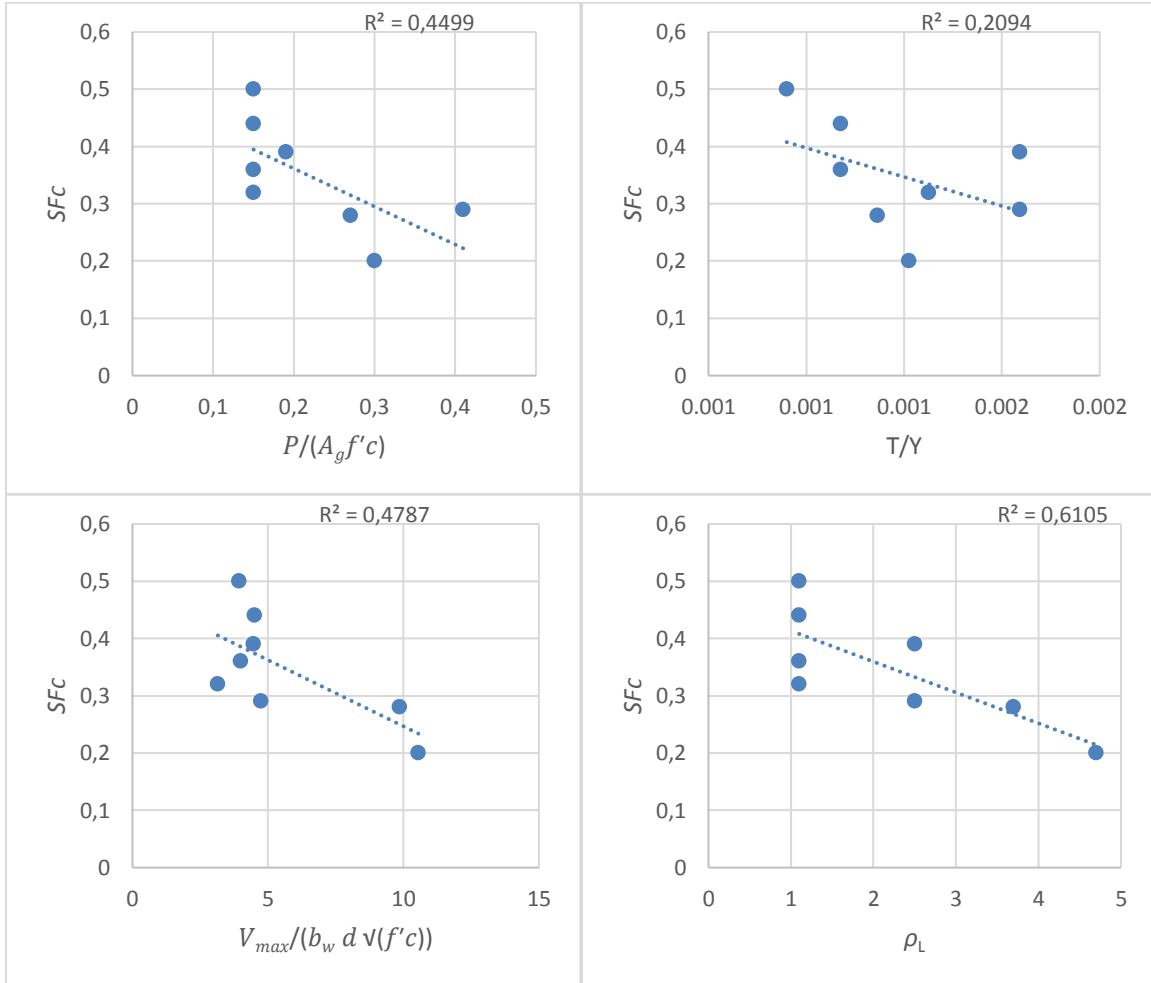 R² = 0,4499
0,6
0,5
0,4
0,3
0,2
0,1
0
SFc
0 0,1 0,2 0,3 0,4 0,5
P/(A_g f'c)
R² = 0,2094
0,6
0,5
0,4
0,3
0,2
0,1
0
SFc
0.001 0.001 0.001 0.002 0.002
T/Y
R² = 0,4787
0,6
0,5
0,4
0,3
0,2
0,1
0
SFc
0 5 10 15
V_max/(b_w d √(f'c))
R² = 0,6105
0,6
0,5
0,4
0,3
0,2
0,1
0
SFc
0 1 2 3 4 5
ρL